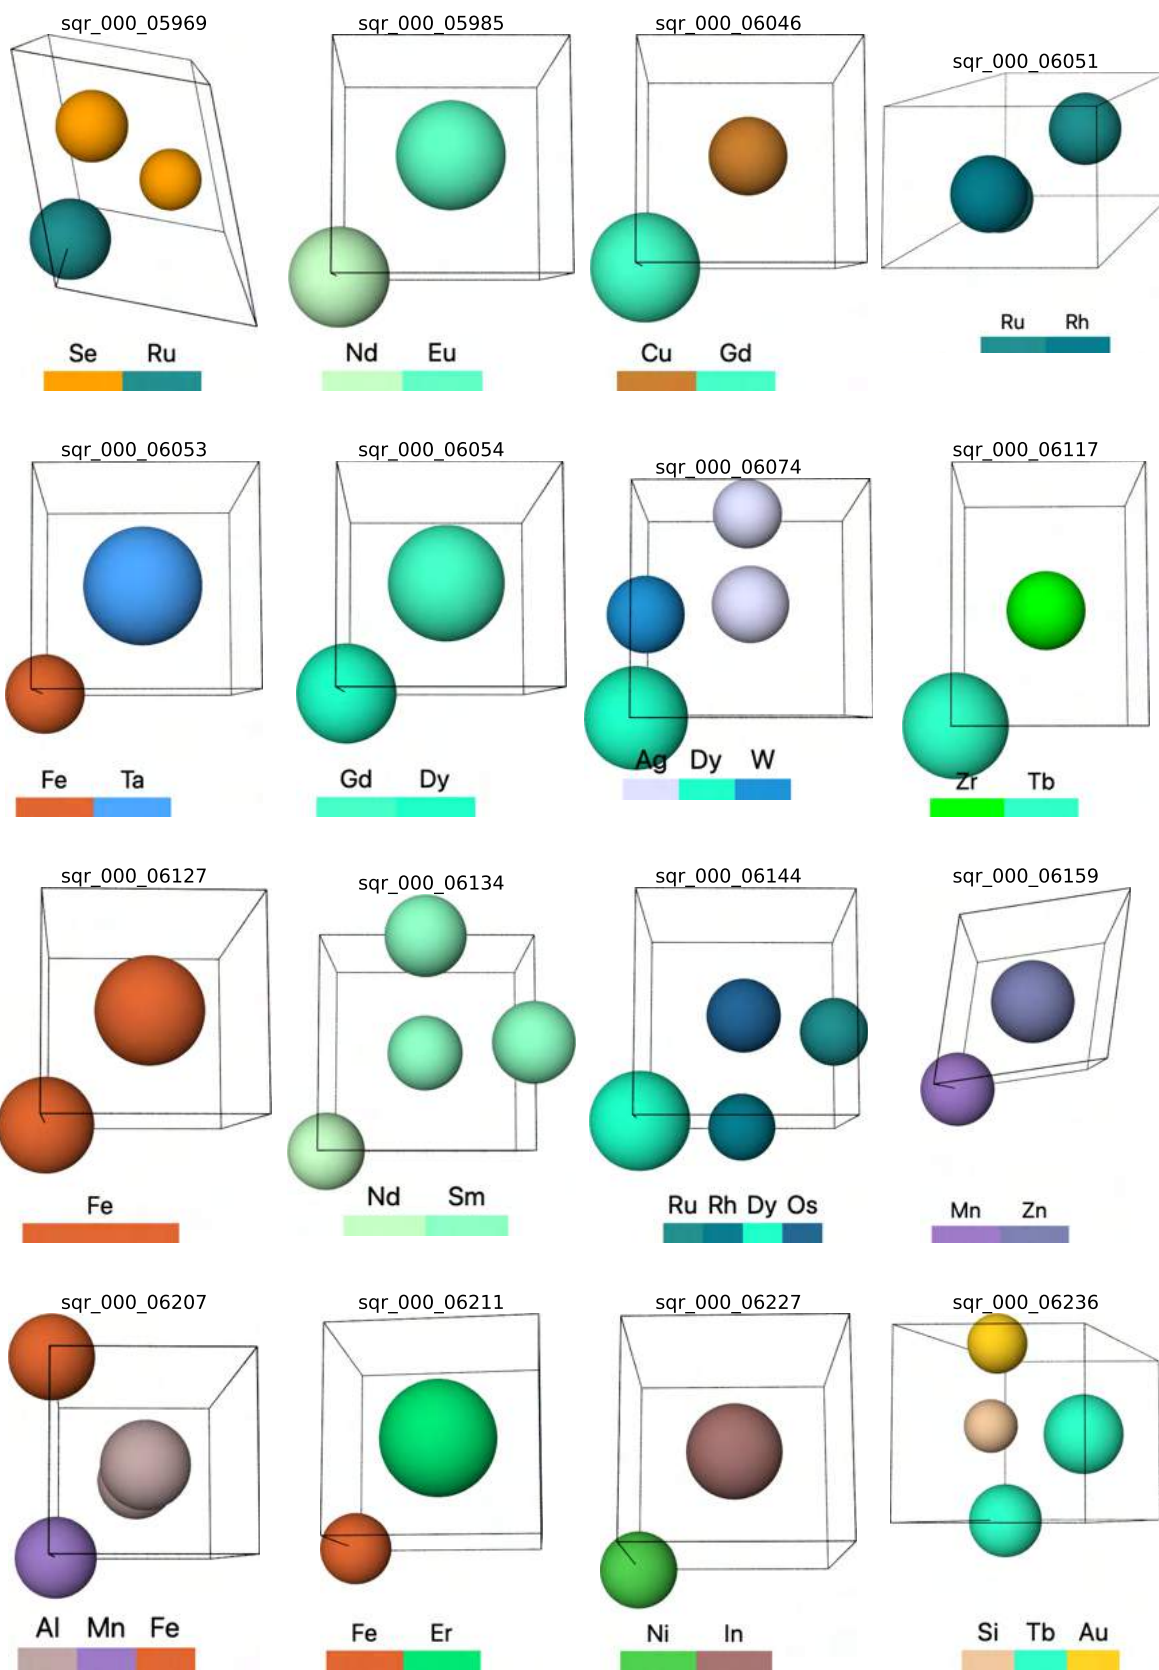 sqr_000_05969 sqr_000_05985 sqr_000_06046
sqr_000_06051
Se Ru
Nd Eu
Cu Gd
Ru Rh
sqr_000_06053 sqr_000_06054 sqr_000_06074 sqr_000_06117
Fe Ta
Gd Dy
Ag Dy W
Zr Tb
sqr_000_06127 sqr_000_06134 sqr_000_06144 sqr_000_06159
Fe
Nd Sm
Ru Rh Dy Os
Mn Zn
sqr_000_06207 sqr_000_06211 sqr_000_06227 sqr_000_06236
Al Mn Fe
Fe Er
Ni In
Si Tb Au